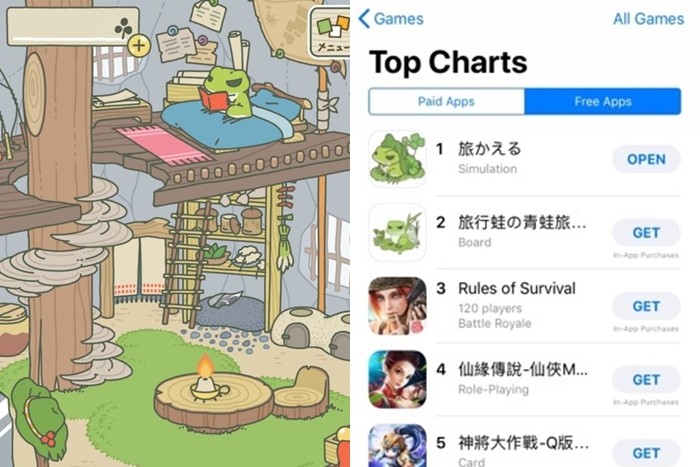 メニュー
Games
All Games
Top Charts
Paid Apps
Free Apps
1
旅かえる
Simulation
OPEN
2
旅行蛙の青蛙旅...
Board
GET
In-App Purchases
3
Rules of Survival
120 players
Battle Royale
GET
In-App Purchases
4
仙緣傳說-仙俠M...
Role-Playing
GET
In-App Purchases
5
神將大作戰-Q版...
Card
GET